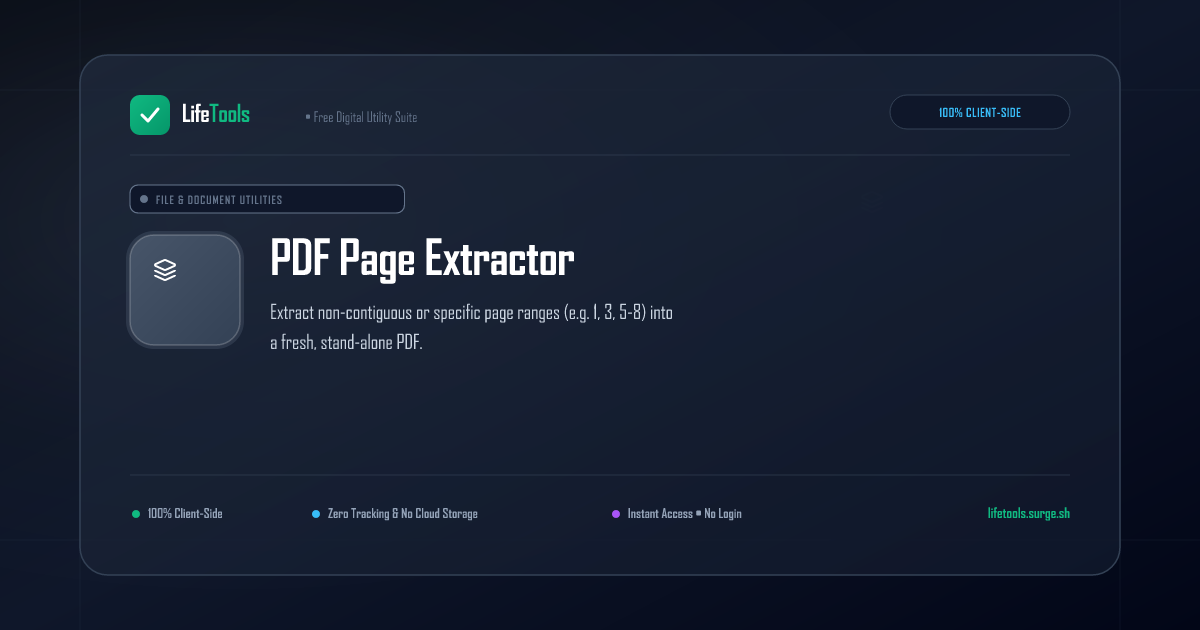 LifeTools
▪ Free Digital Utility Suite
100% CLIENT-SIDE
FILE & DOCUMENT UTILITIES
PDF Page Extractor
Extract non-contiguous or specific page ranges (e.g. 1, 3, 5-8) into
a fresh, stand-alone PDF.
100% Client-Side
Zero Tracking & No Cloud Storage
Instant Access ▪ No Login
lifetools.surge.sh